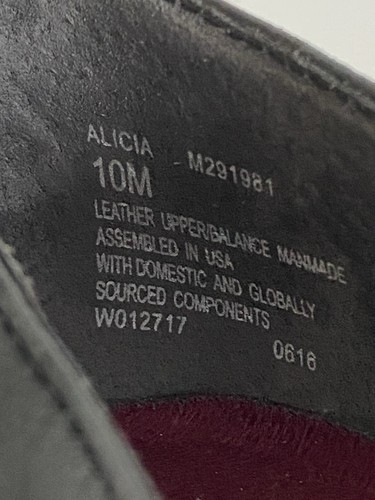 ALICIA M291981
10M
LEATHER UPPER/BALANCE MANMADE
ASSEMBLED IN USA
WITH DOMESTIC AND GLOBALLY
SOURCED COMPONENTS
W012717 0616